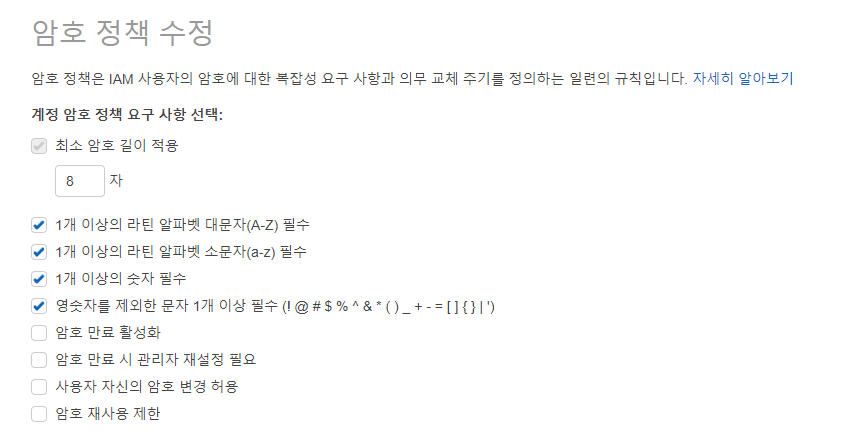 암호 정책 수정
암호 정책은 IAM 사용자의 암호에 대한 복잡성 요구 사항과 의무 교체 주기를 정의하는 일련의 규칙입니다. 자세히 알아보기
계정 암호 정책 요구 사항 선택:
최소 암호 길이 적용
8 자
1개 이상의 라틴 알파벳 대문자(A-Z) 필수
1개 이상의 라틴 알파벳 소문자(a-z) 필수
1개 이상의 숫자 필수
영숫자를 제외한 문자 1개 이상 필수 (! @ # $ % ^ & * ( ) _ + - = [ ] { } | ')
암호 만료 활성화
암호 만료 시 관리자 재설정 필요
사용자 자신의 암호 변경 허용
암호 재사용 제한